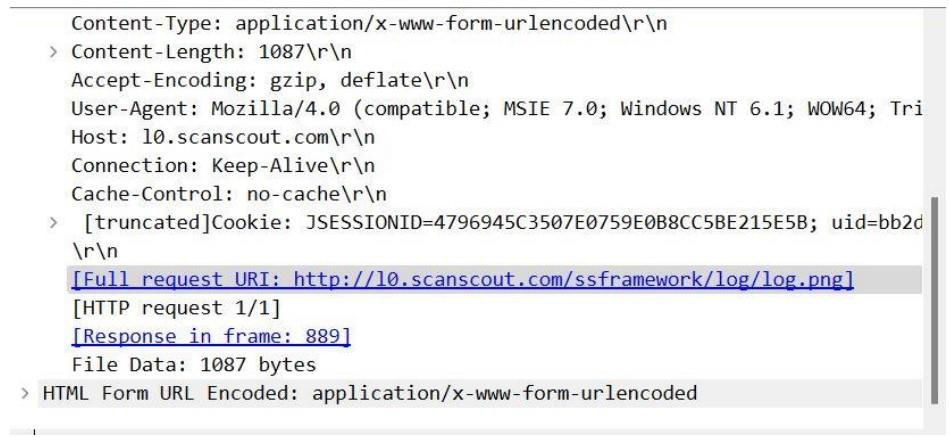 Content-Type: application/x-www-form-urlencoded\r\n
> Content-Length: 1087\r\n
Accept-Encoding: gzip, deflate\r\n
User-Agent: Mozilla/4.0 (compatible; MSIE 7.0; Windows NT 6.1; WOW64; Tri
Host: l0.scanscout.com\r\n
Connection: Keep-Alive\r\n
Cache-Control: no-cache\r\n
> [truncated]Cookie: JSESSIONID=4796945C3507E0759E0B8CC5BE215E5B; uid=bb2d
\r\n
[Full request URI: http://l0.scanscout.com/ssframework/log/log.png]
[HTTP request 1/1]
[Response in frame: 889]
File Data: 1087 bytes
> HTML Form URL Encoded: application/x-www-form-urlencoded